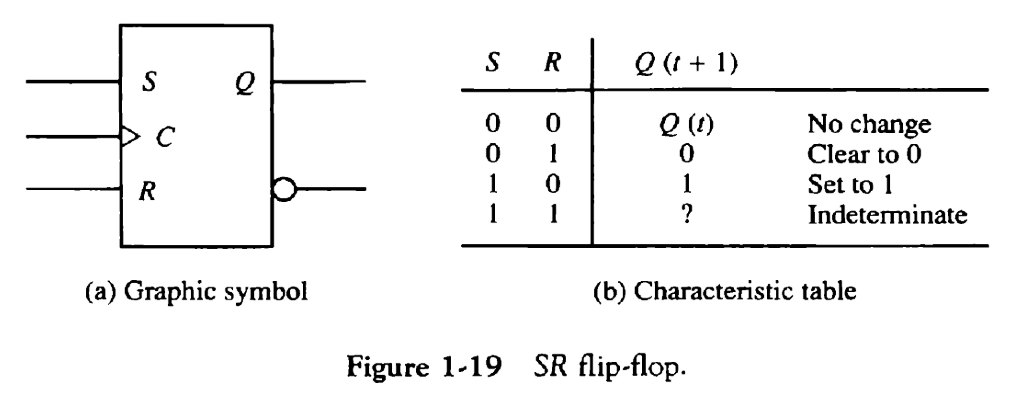 S Q
C
R
(a) Graphic symbol
S R Q (t + 1)
0 0 Q (t) No change
0 1 0 Clear to 0
1 0 1 Set to 1
1 1 ? Indeterminate
(b) Characteristic table
Figure 1-19 SR flip-flop.